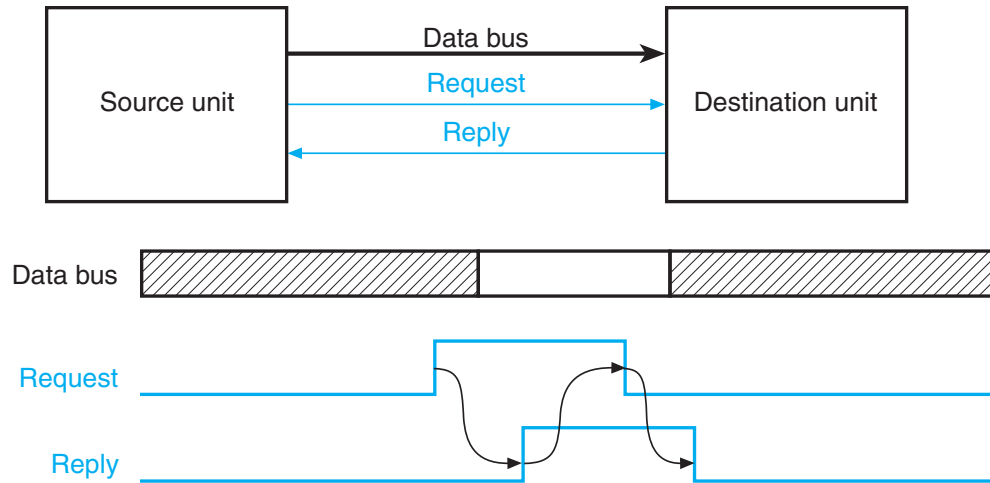 Data bus
Source unit
Request
Destination unit
Reply
Data bus
Request
Reply